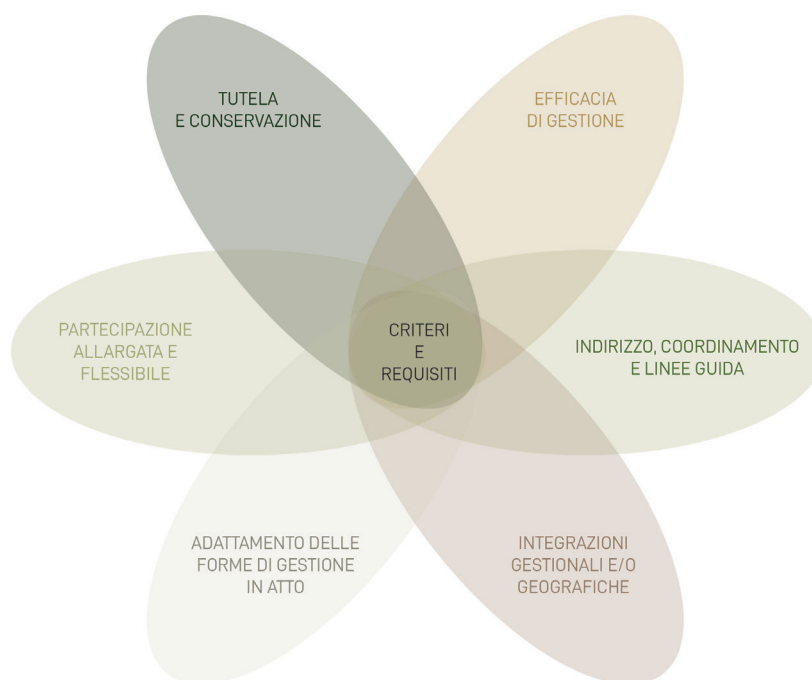 TUTELA
E CONSERVAZIONE
EFFICACIA
DI GESTIONE
PARTECIPAZIONE
ALLARGATA E
FLESSIBILE
CRITERI
E
REQUISITI
INDIRIZZO, COORDINAMENTO
E LINEE GUIDA
ADATTAMENTO DELLE
FORME DI GESTIONE
IN ATTO
INTEGRAZIONI
GESTIONALI E/O
GEOGRAFICHE